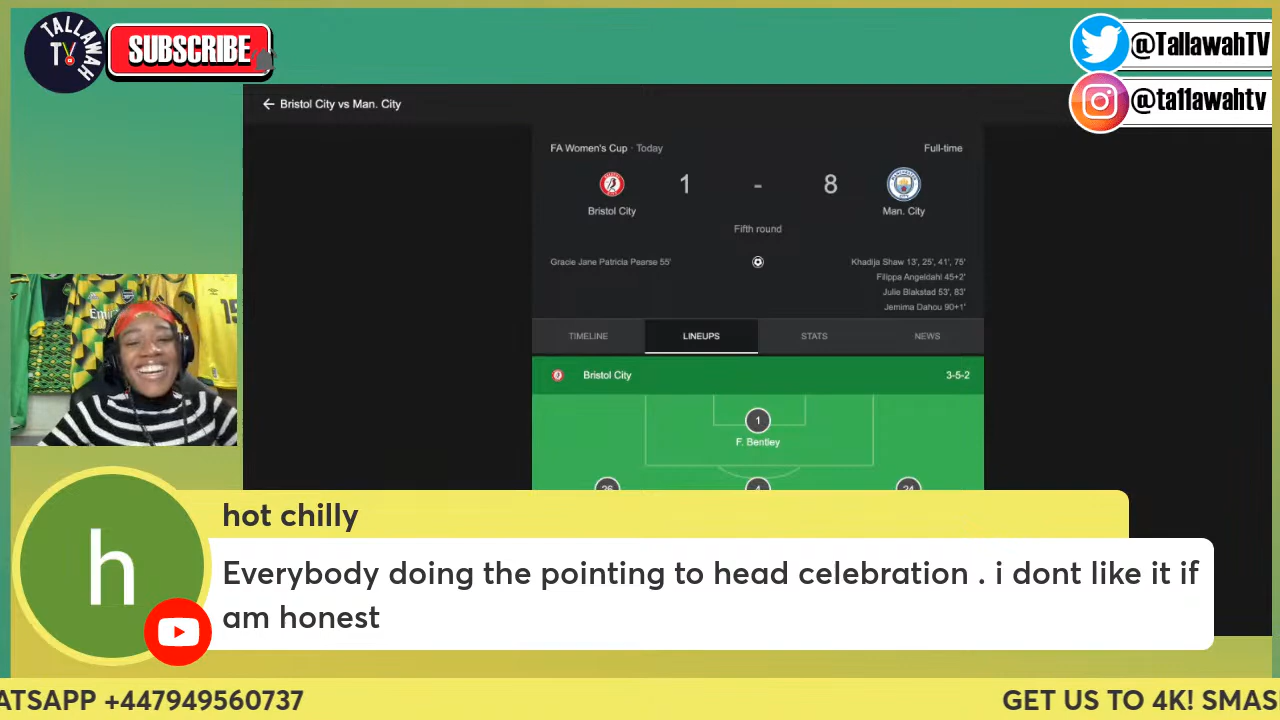 TALLAWAH
TV
SUBSCRIBE
@TallawahTV
@ta11awahtv
Bristol City vs Man. City
FA Women's Cup · Today
Full-time
1 - 8
Bristol City
Man. City
Fifth round
Gracie Jane Patricia Pearse 55'
Khadija Shaw 13', 25', 41', 75'
Filippa Angeldahl 45+2'
Julie Blakstad 53', 83'
Jemima Dahou 90+1'
TIMELINE
LINEUPS
STATS
NEWS
Bristol City
3-5-2
1
F. Bentley
26
4
24
15
h
hot chilly
Everybody doing the pointing to head celebration . i dont like it if
am honest
ATSAPP +447949560737
GET US TO 4K! SMAS